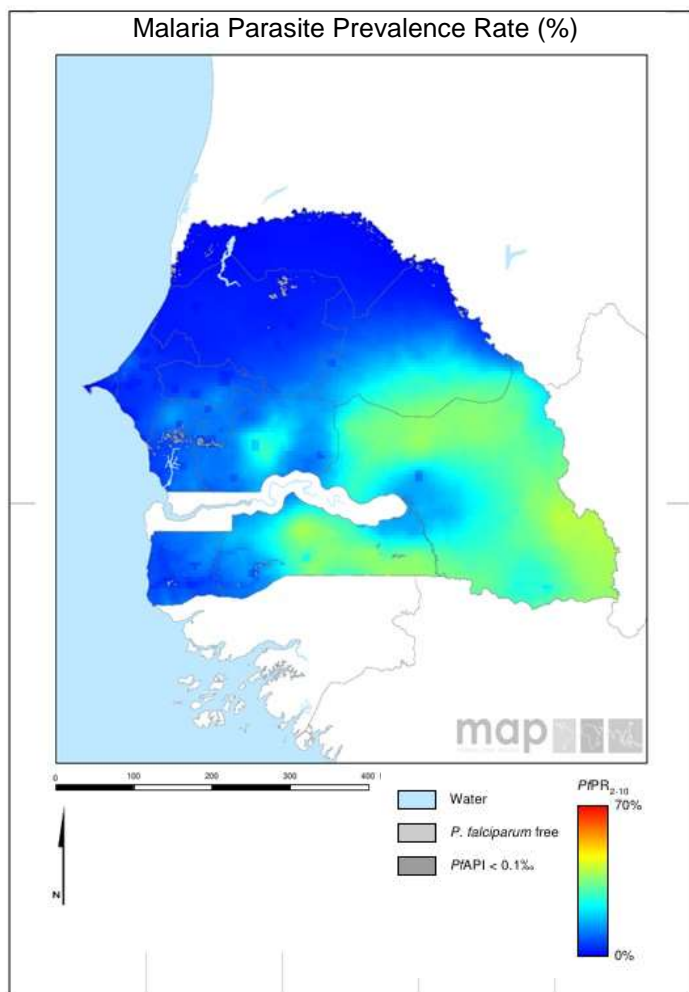 Malaria Parasite Prevalence Rate (%)
map
0 100 200 300 400
Water
P. falciparum free
PfAPI < 0.1‰
PfPR2-10
70%
0%
N